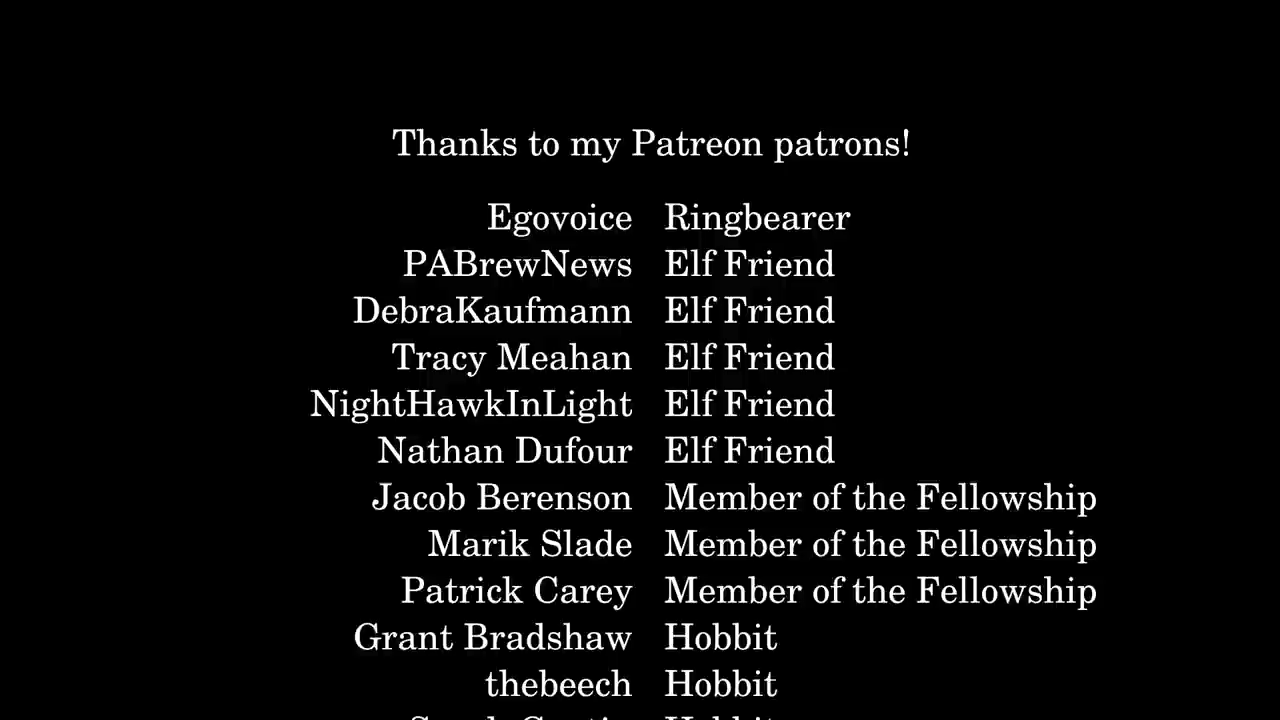 Thanks to my Patreon patrons!
Egovoice Ringbearer
PABrewNews Elf Friend
DebraKaufmann Elf Friend
Tracy Meahan Elf Friend
NightHawkInLight Elf Friend
Nathan Dufour Elf Friend
Jacob Berenson Member of the Fellowship
Marik Slade Member of the Fellowship
Patrick Carey Member of the Fellowship
Grant Bradshaw Hobbit
thebeech Hobbit